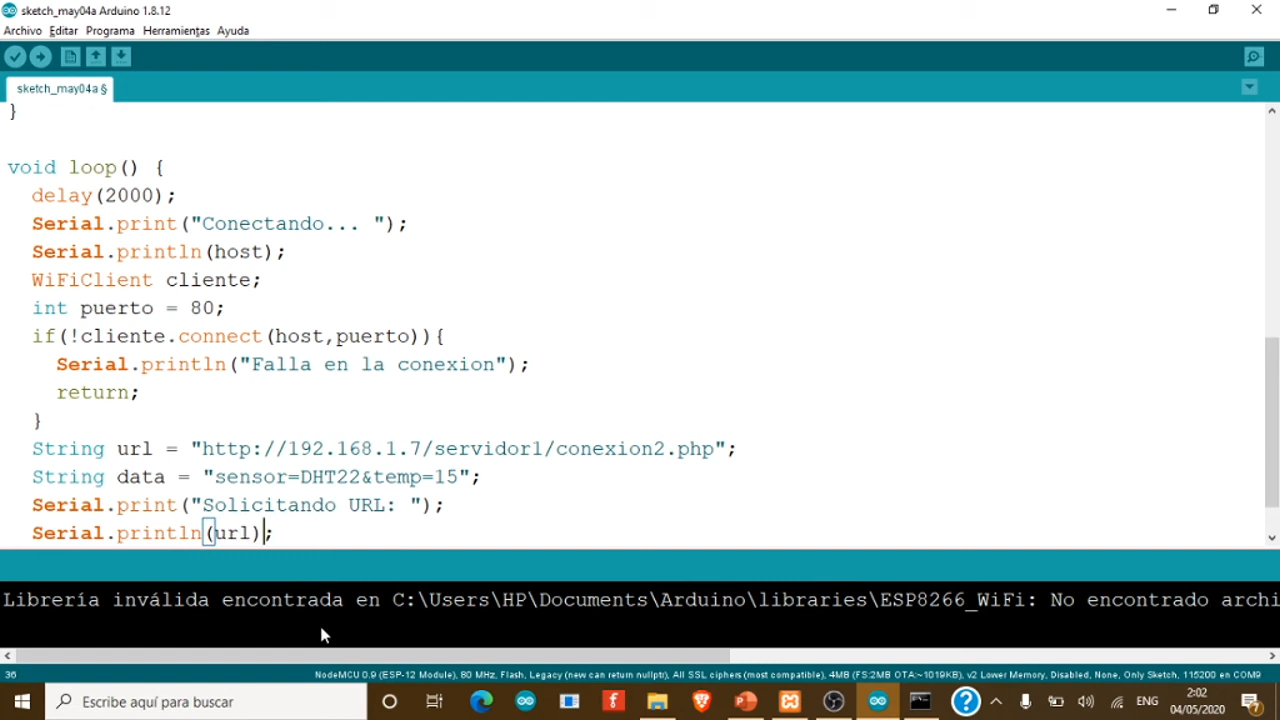 sketch_may04a Arduino 1.8.12
Archivo Editar Programa Herramientas Ayuda
sketch_may04a §
}
void loop() {
delay(2000);
Serial.print("Conectando... ");
Serial.println(host);
WiFiClient cliente;
int puerto = 80;
if(!cliente.connect(host,puerto)){
Serial.println("Falla en la conexion");
return;
}
String url = "http://192.168.1.7/servidor1/conexion2.php";
String data = "sensor=DHT22&temp=15";
Serial.print("Solicitando URL: ");
Serial.println(url);
Librería inválida encontrada en C:\Users\HP\Documents\Arduino\libraries\ESP8266_WiFi: No encontrado archi
36
NodeMCU 0.9 (ESP-12 Module), 80 MHz, Flash, Legacy (new can return nullptr), All SSL ciphers (most compatible), 4MB (FS:2MB OTA:~1019KB), v2 Lower Memory, Disabled, None, Only Sketch, 115200 en COM9
Escribe aquí para buscar
ENG
2:02
04/05/2020